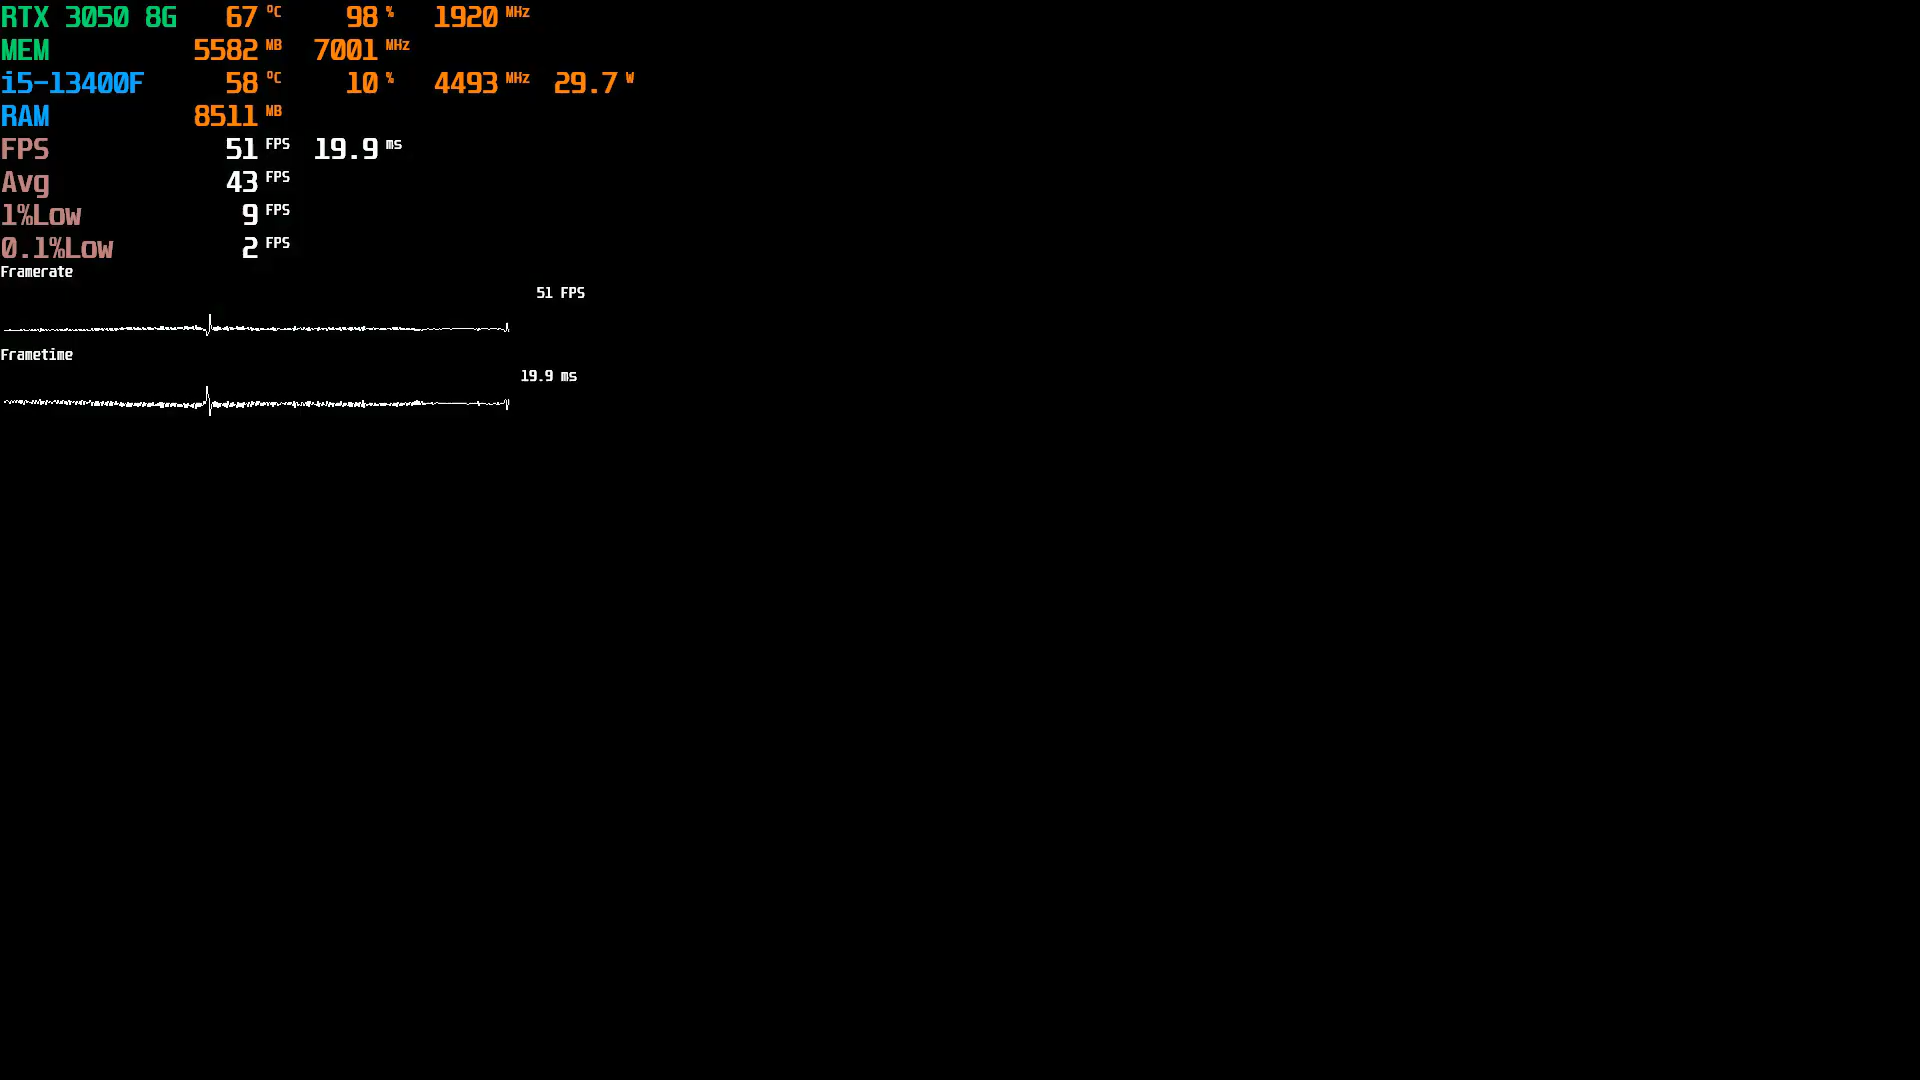 RTX 3050 8G 67 °C 98 % 1920 MHz
MEM 5582 MB 7001 MHz
i5-13400F 58 °C 10 % 4493 MHz 29.7 W
RAM 8511 MB
FPS 51 FPS 19.9 ms
Avg 43 FPS
1%Low 9 FPS
0.1%Low 2 FPS
Framerate
51 FPS
Frametime
19.9 ms